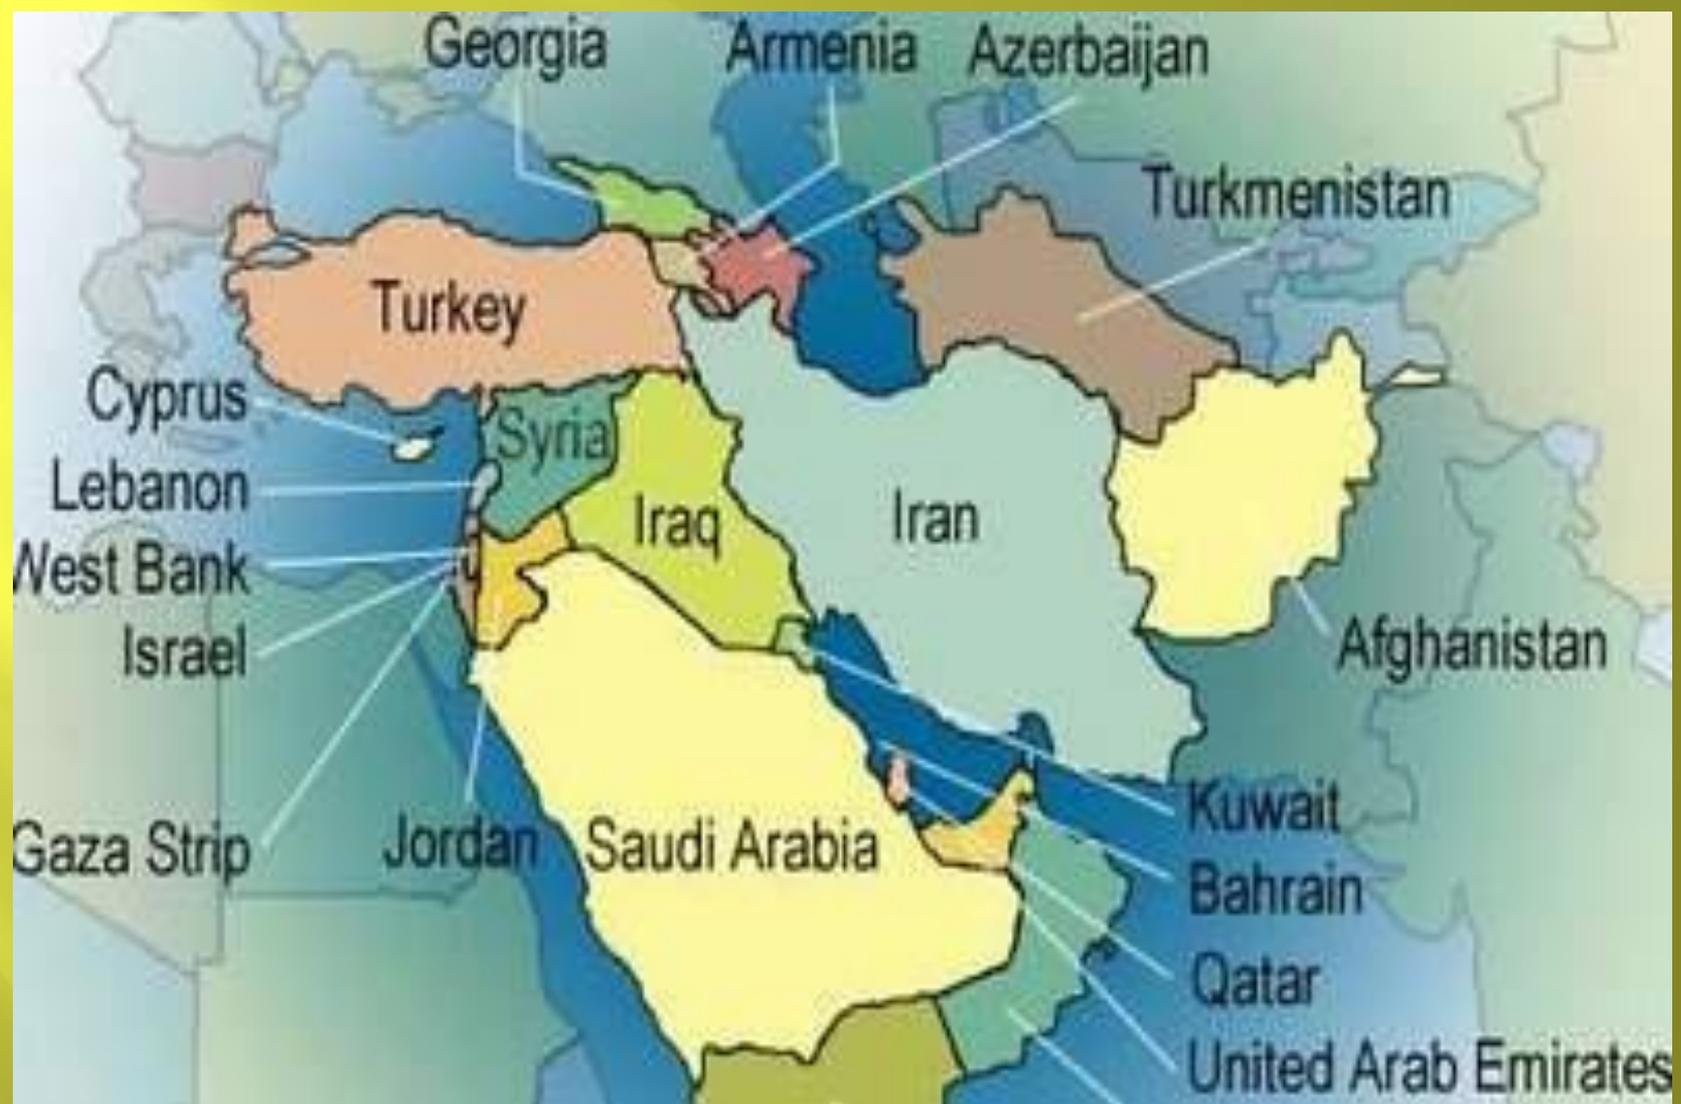 Georgia
Armenia
Azerbaijan
Turkmenistan
Turkey
Cyprus
Syria
Lebanon
Iraq
Iran
West Bank
Israel
Afghanistan
Kuwait
Gaza Strip
Jordan
Saudi Arabia
Bahrain
Qatar
United Arab Emirates